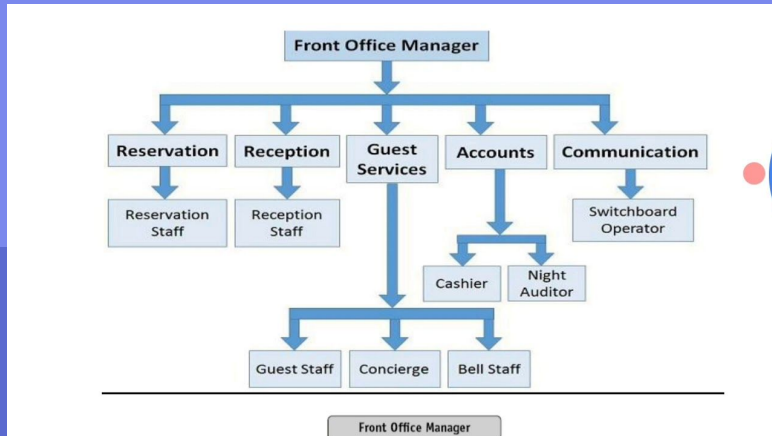 Front Office Manager
Reservation
Reception
Guest
Services
Accounts
Communication
Reservation
Staff
Reception
Staff
Switchboard
Operator
Cashier
Night
Auditor
Guest Staff
Concierge
Bell Staff
Front Office Manager